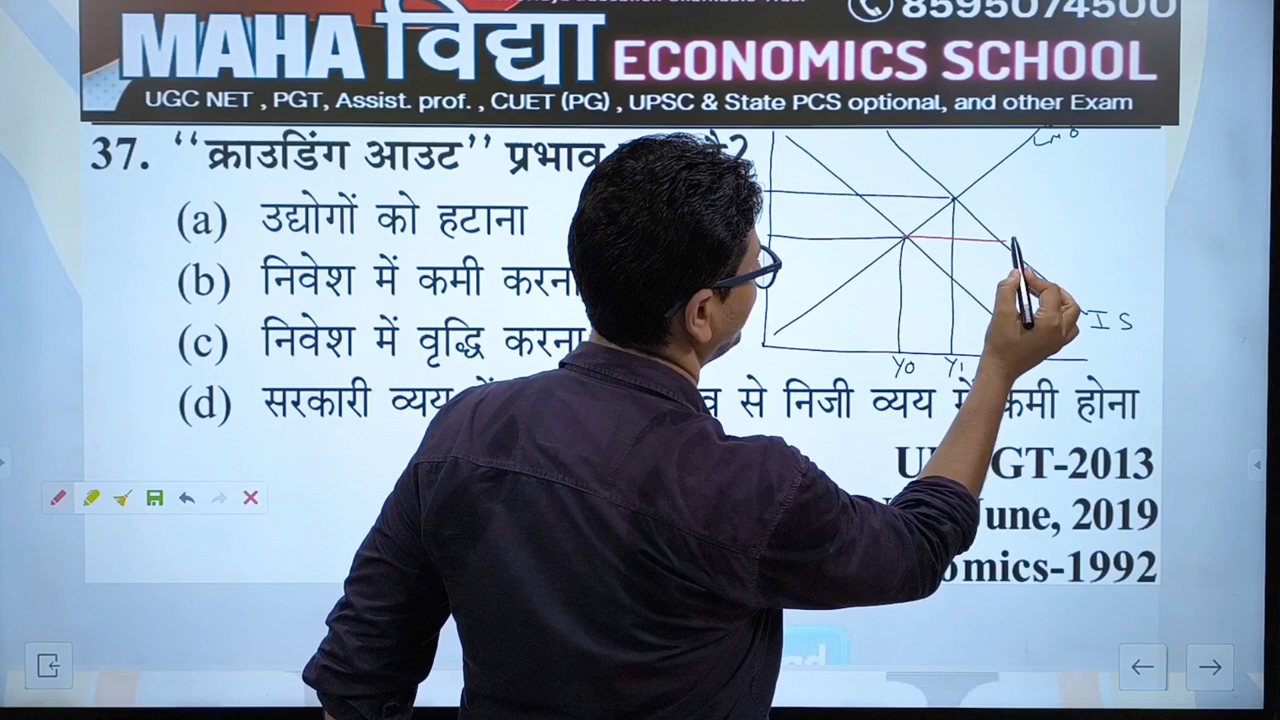 8595074500
MAHA विद्या ECONOMICS SCHOOL
UGC NET , PGT, Assist. prof. , CUET (PG) , UPSC & State PCS optional, and other Exam
37. “क्राउडिंग आउट” प्रभाव है?
(a) उद्योगों को हटाना
(b) निवेश में कमी करना
(c) निवेश में वृद्धि करना
(d) सरकारी व्यय से निजी व्यय में कमी होना
IS
Y0 Y1
GT-2013
June, 2019
omics-1992